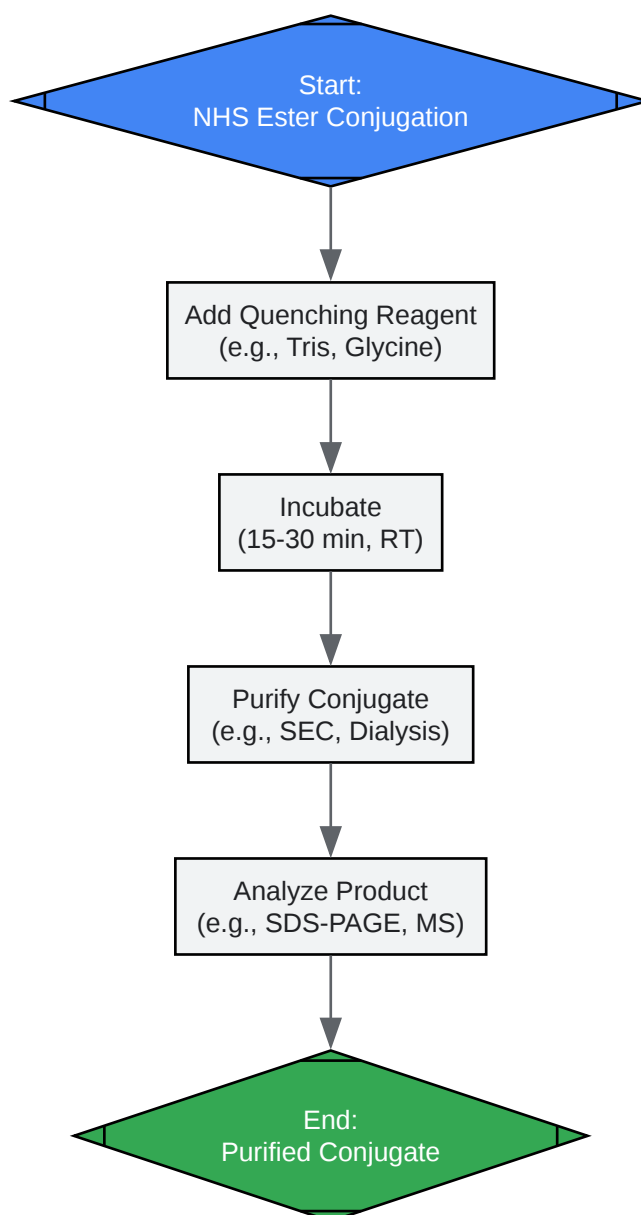 Start:
NHS Ester Conjugation
Add Quenching Reagent
(e.g., Tris, Glycine)
Incubate
(15-30 min, RT)
Purify Conjugate
(e.g., SEC, Dialysis)
Analyze Product
(e.g., SDS-PAGE, MS)
End:
Purified Conjugate